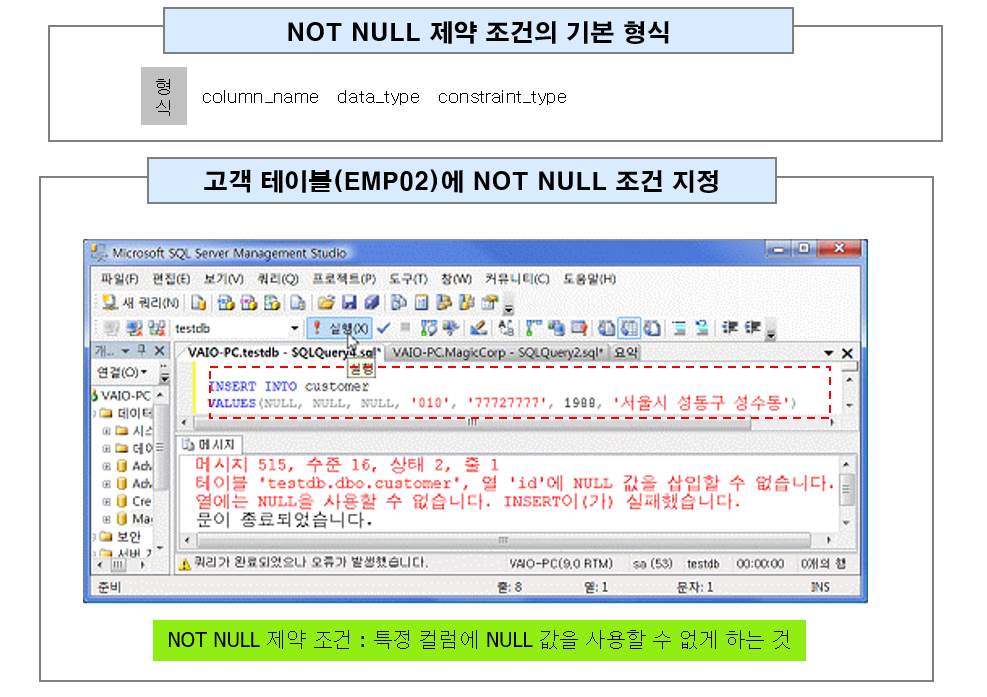 NOT NULL 제약 조건의 기본 형식
형식
column_name data_type constraint_type
고객 테이블(EMP02)에 NOT NULL 조건 지정
Microsoft SQL Server Management Studio
파일(F) 편집(E) 보기(V) 쿼리(Q) 프로젝트(P) 도구(T) 창(W) 커뮤니티(C) 도움말(H)
새 쿼리(N)
testdb 실행(X)
개... VAIO-PC.testdb - SQLQuery4.sql* VAIO-PC.MagicCorp - SQLQuery2.sql* 요약
실행
연결(O)
INSERT INTO customer
VALUES(NULL, NULL, NULL, '010', '77727777', 1988, '서울시 성동구 성수동')
VAIO-PC
데이터
시스
데이
Adv
Adv
Cre
Mag
보안
서버 개
메시지
메시지 515, 수준 16, 상태 2, 줄 1
테이블 'testdb.dbo.customer', 열 'id'에 NULL 값을 삽입할 수 없습니다.
열에는 NULL을 사용할 수 없습니다. INSERT이(가) 실패했습니다.
문이 종료되었습니다.
쿼리가 완료되었으나 오류가 발생했습니다. VAIO-PC(9,0 RTM) sa (53) testdb 00:00:00 0개의 행
준비 줄: 8 열: 1 문자: 1 INS
NOT NULL 제약 조건 : 특정 컬럼에 NULL 값을 사용할 수 없게 하는 것